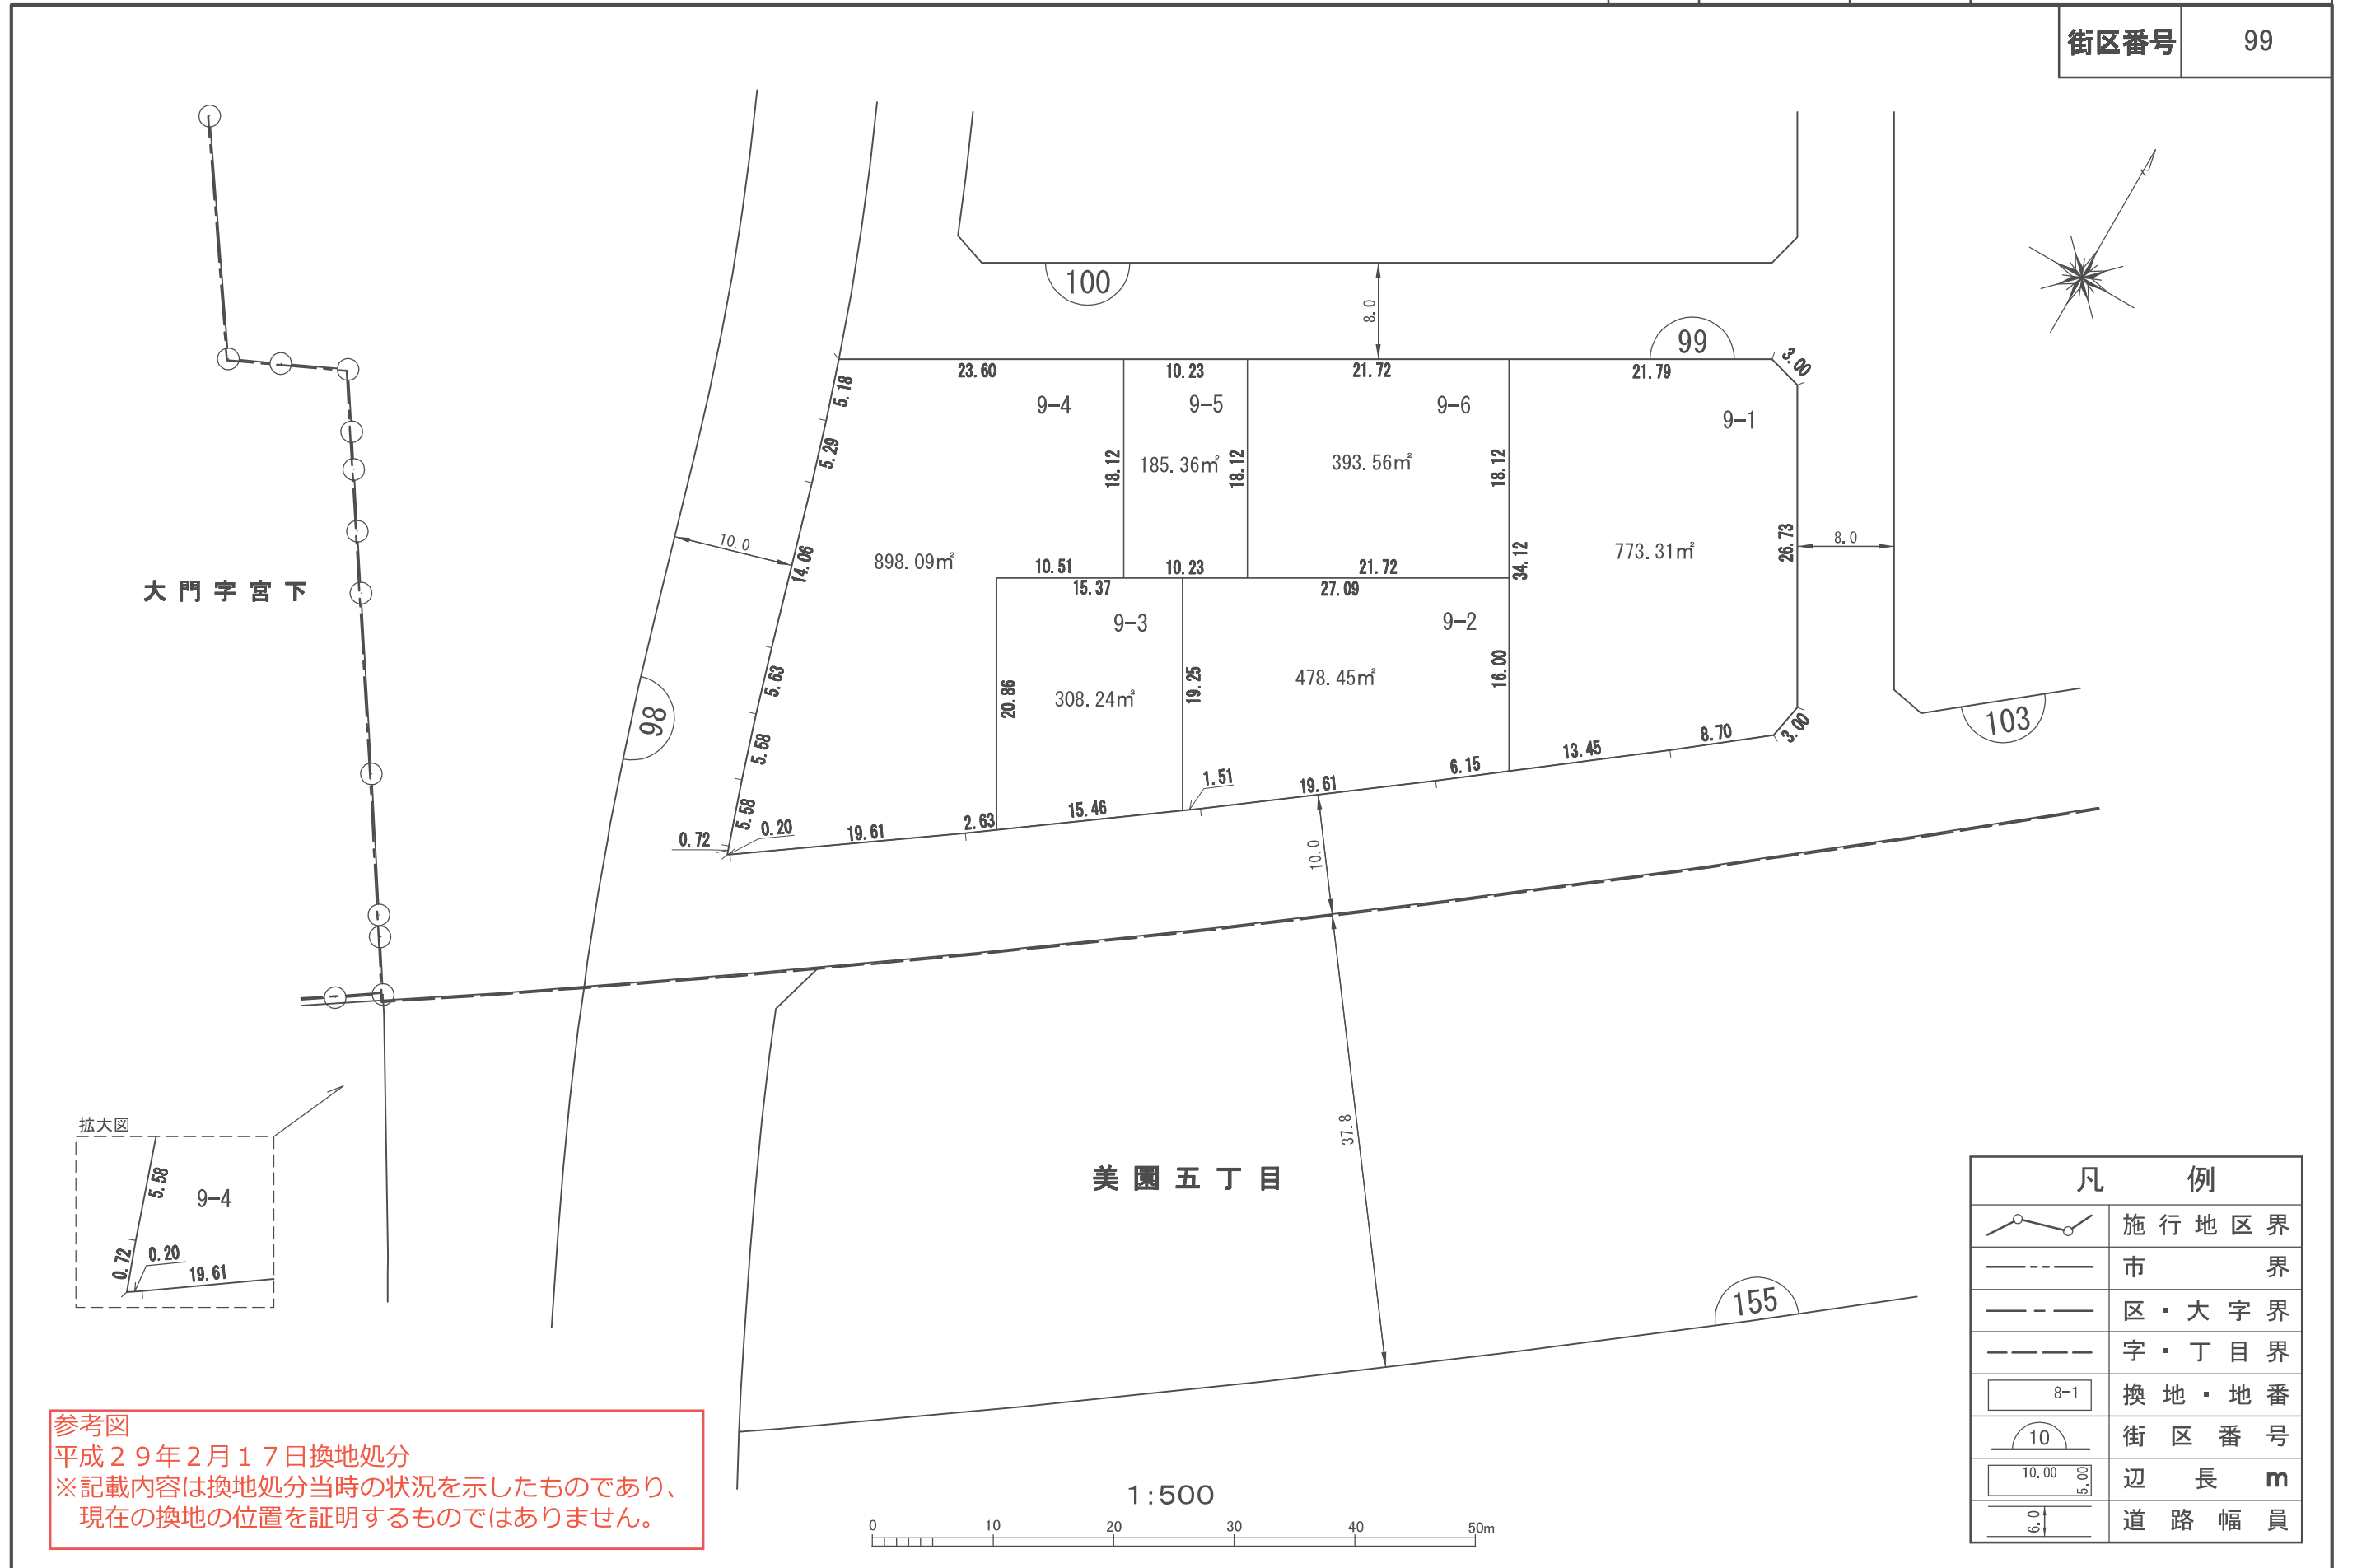 街区番号 99
100
8.0
99
3.00
23.60 10.23 21.72 21.79
5.18
9-4 9-5 9-6 9-1
5.29
18.12 185.36㎡ 18.12 393.56㎡ 18.12
10.0
14.06
898.09㎡
773.31㎡
34.12
26.73
8.0
大門字宮下
10.51 10.23 21.72
15.37 27.09
9-3 9-2
5.63
20.86
308.24㎡
19.25
478.45㎡
16.00
98
5.58
103
3.00
8.70
13.45
6.15
19.61
1.51
15.46
2.63
19.61
0.20
5.58
0.72
10.0
37.8
拡大図
5.58
9-4
0.72
0.20
19.61
美園五丁目
155
凡例
施行地区界
市界
区・大字界
字・丁目界
8-1 換地・地番
10 街区番号
10.00 5.00 辺長m
6.0 道路幅員
参考図
平成29年2月17日換地処分
※記載内容は換地処分当時の状況を示したものであり、
現在の換地の位置を証明するものではありません。
1:500
0 10 20 30 40 50m